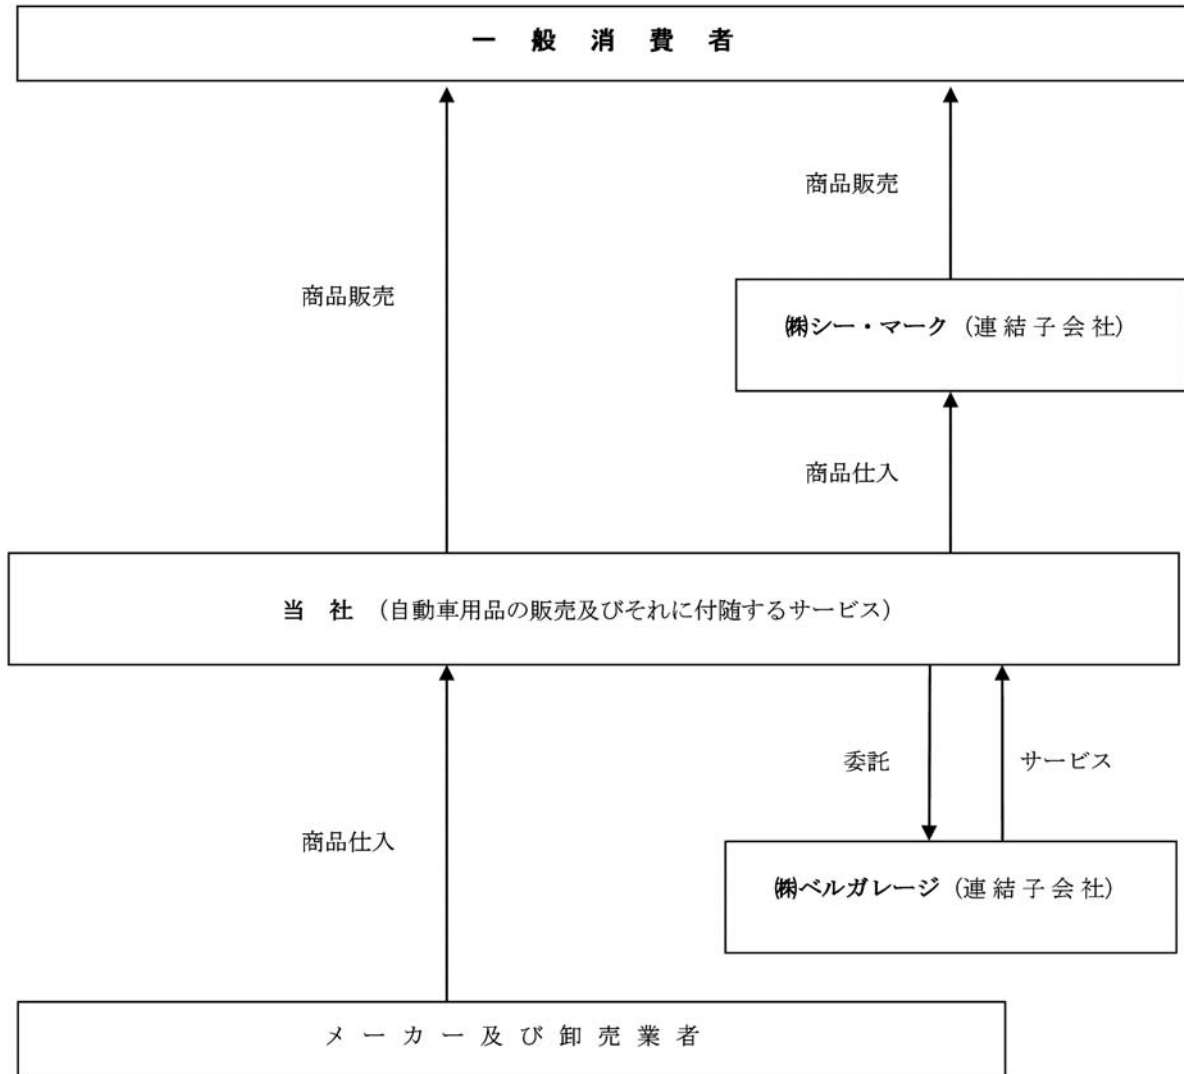 一般消費者
商品販売
商品販売
㈱シー・マーク（連結子会社）
商品仕入
当社（自動車用品の販売及びそれに付随するサービス）
委託
サービス
商品仕入
㈱ベルガレージ（連結子会社）
メーカー及び卸売業者